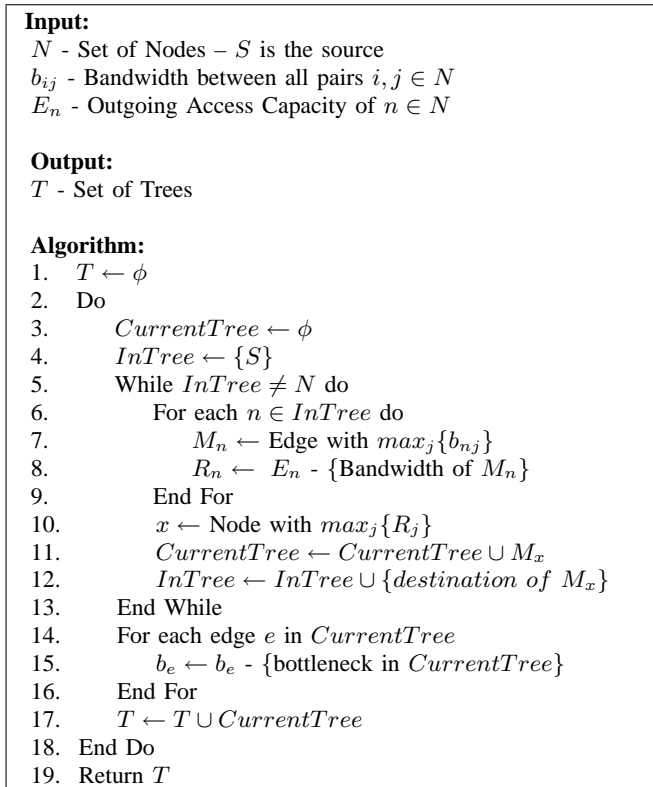 Input:
N - Set of Nodes – S is the source
b_{ij} - Bandwidth between all pairs i, j ∈ N
E_n - Outgoing Access Capacity of n ∈ N
Output:
T - Set of Trees
Algorithm:
1. T ← ϕ
2. Do
3. CurrentTree ← ϕ
4. InTree ← {S}
5. While InTree ≠ N do
6. For each n ∈ InTree do
7. M_n ← Edge with max_j{b_{nj}}
8. R_n ← E_n - {Bandwidth of M_n}
9. End For
10. x ← Node with max_j{R_j}
11. CurrentTree ← CurrentTree ∪ M_x
12. InTree ← InTree ∪ {destination of M_x}
13. End While
14. For each edge e in CurrentTree
15. b_e ← b_e - {bottleneck in CurrentTree}
16. End For
17. T ← T ∪ CurrentTree
18. End Do
19. Return T